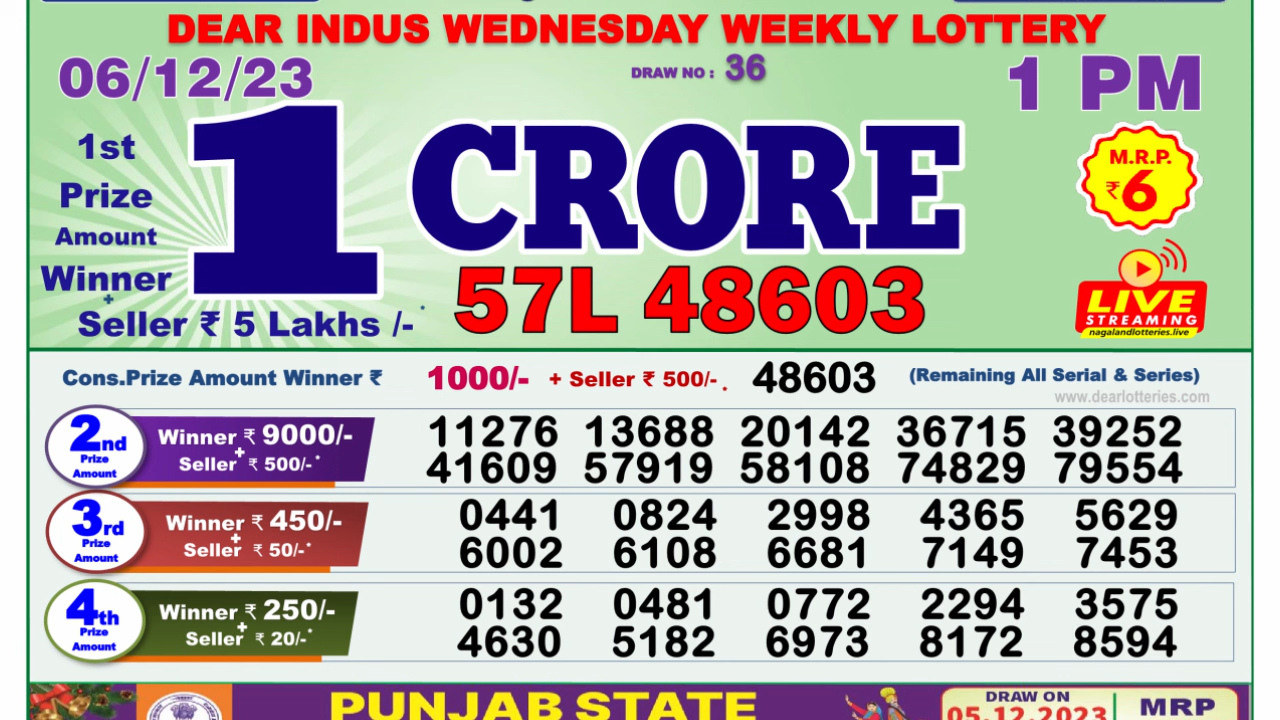 DEAR INDUS WEDNESDAY WEEKLY LOTTERY
06/12/23
DRAW NO : 36
1 PM
1st
Prize
Amount
Winner
+
Seller ₹ 5 Lakhs /- *
1 CRORE
57L 48603
M.R.P.
₹6
LIVE
STREAMING
nagalandlotteries.live
Cons.Prize Amount Winner ₹ 1000/- + Seller ₹ 500/- . 48603 (Remaining All Serial & Series)
www.dearlotteries.com
2nd
Prize
Amount
Winner ₹ 9000/-
+
Seller ₹ 500/-*
11276 13688 20142 36715 39252
41609 57919 58108 74829 79554
3rd
Prize
Amount
Winner ₹ 450/-
+
Seller ₹ 50/-*
0441 0824 2998 4365 5629
6002 6108 6681 7149 7453
4th
Prize
Amount
Winner ₹ 250/-
+
Seller ₹ 20/-*
0132 0481 0772 2294 3575
4630 5182 6973 8172 8594
PUNJAB STATE
DRAW ON
05.12.2023
MRP